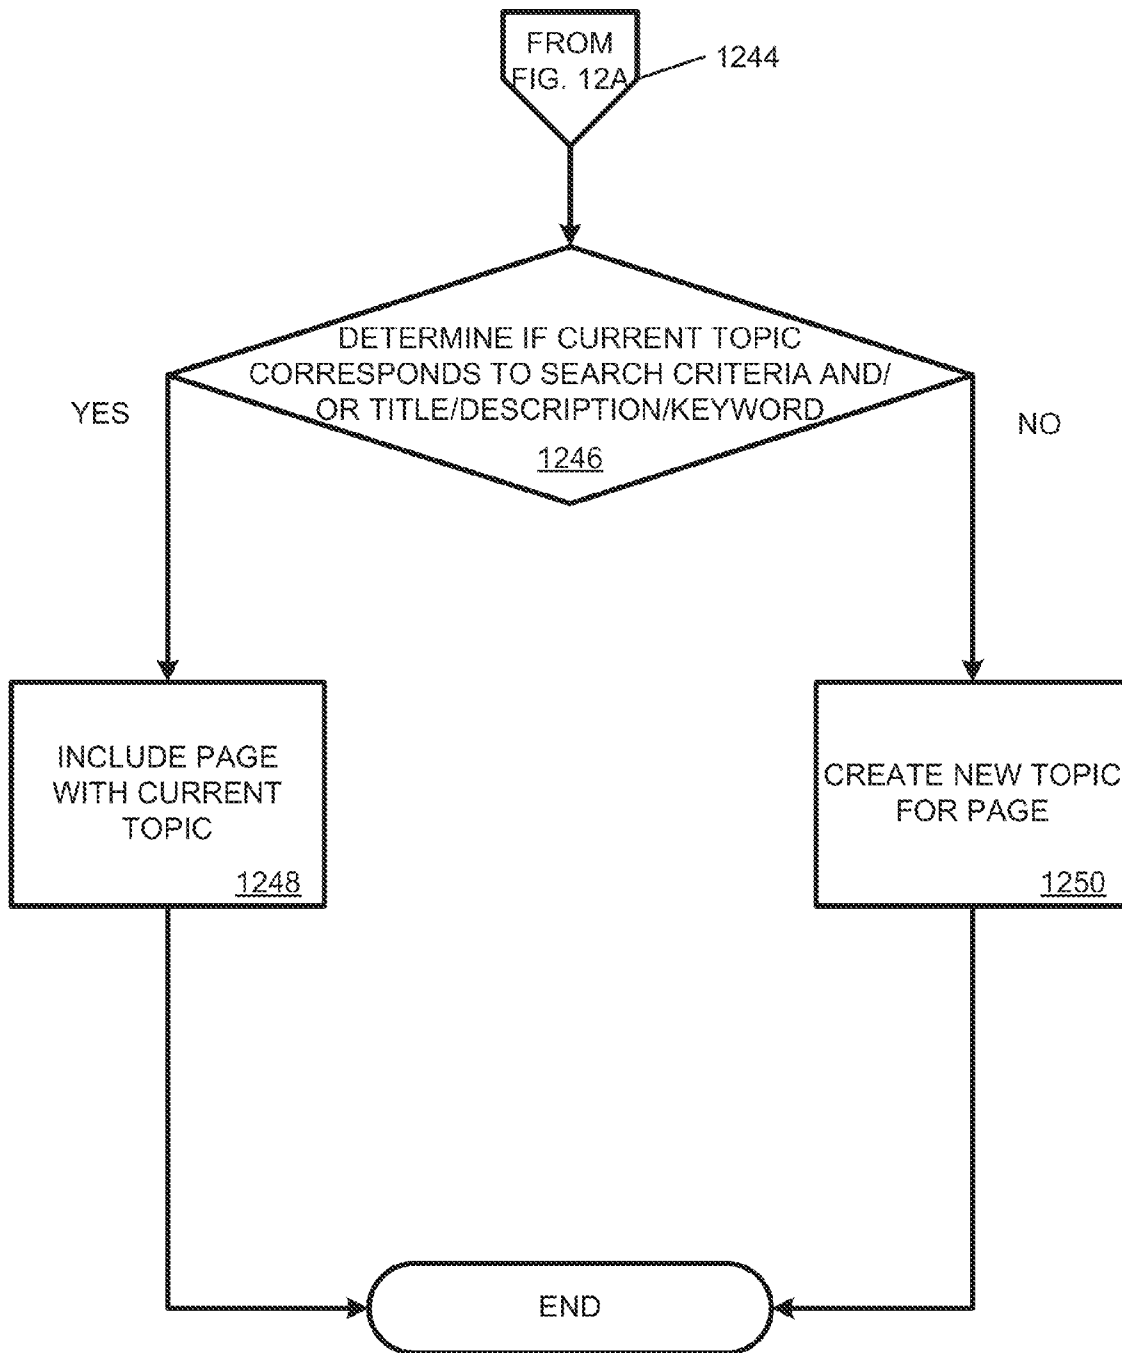 FROM
FIG. 12A
1244
DETERMINE IF CURRENT TOPIC
CORRESPONDS TO SEARCH CRITERIA AND/
OR TITLE/DESCRIPTION/KEYWORD
1246
YES
NO
INCLUDE PAGE
WITH CURRENT
TOPIC
1248
CREATE NEW TOPIC
FOR PAGE
1250
END